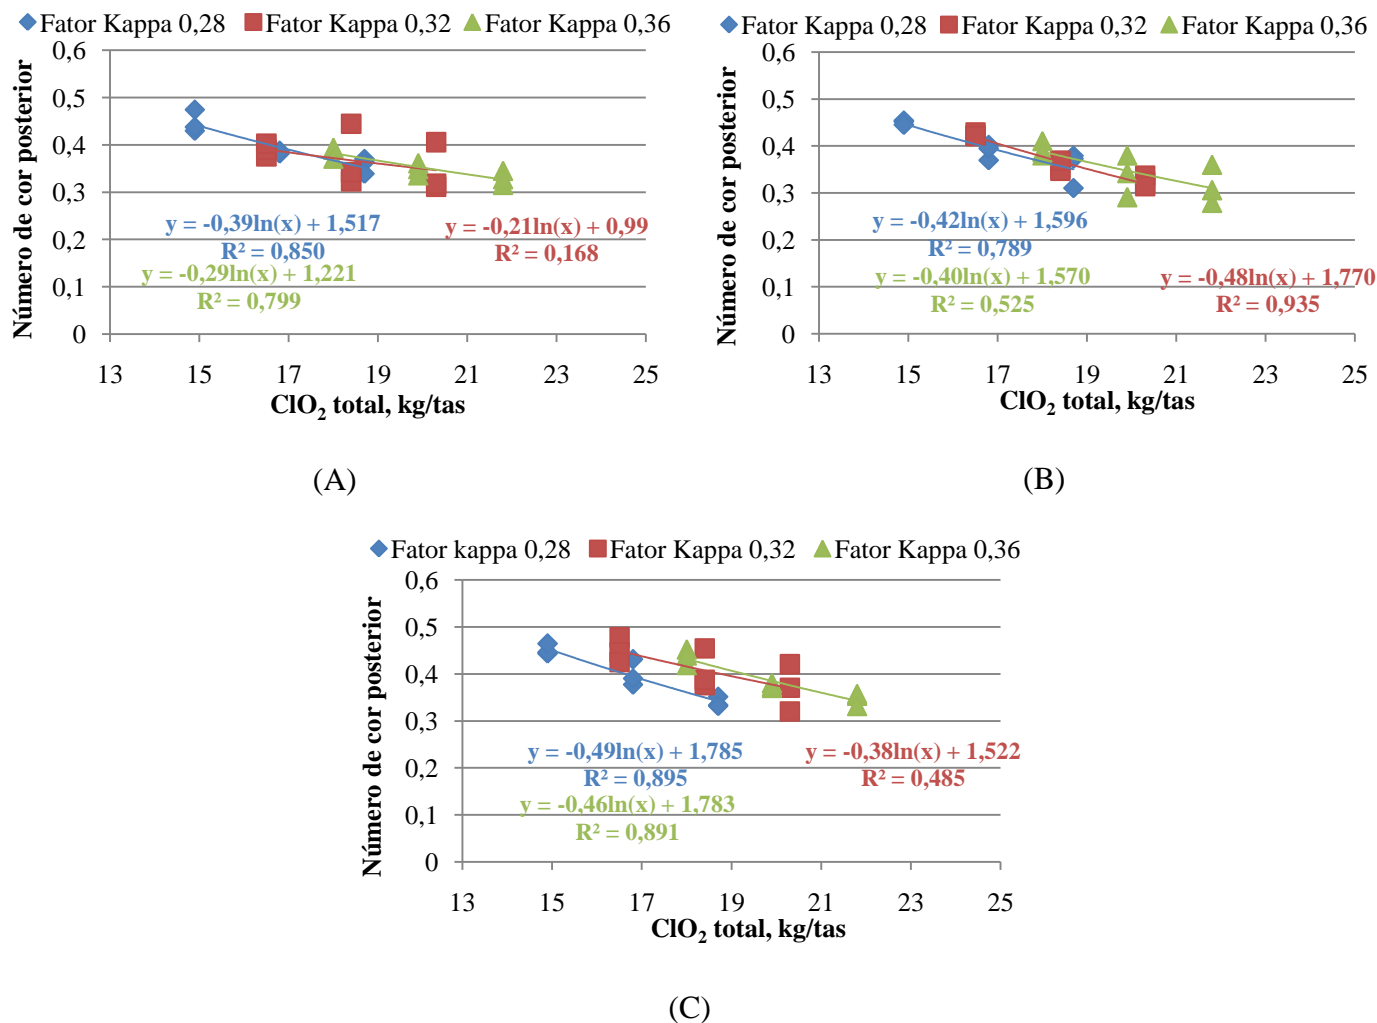 Fator Kappa 0,28 Fator Kappa 0,32 Fator Kappa 0,36
Número de cor posterior
0,6
0,5
0,4
0,3
0,2
0,1
0
y = -0,39ln(x) + 1,517
R² = 0,850
y = -0,21ln(x) + 0,99
R² = 0,168
y = -0,29ln(x) + 1,221
R² = 0,799
13 15 17 19 21 23 25
ClO₂ total, kg/tas
(A)
Fator Kappa 0,28 Fator Kappa 0,32 Fator Kappa 0,36
Número de cor posterior
0,6
0,5
0,4
0,3
0,2
0,1
0
y = -0,42ln(x) + 1,596
R² = 0,789
y = -0,40ln(x) + 1,570
R² = 0,525
y = -0,48ln(x) + 1,770
R² = 0,935
13 15 17 19 21 23 25
ClO₂ total, kg/tas
(B)
Fator kappa 0,28 Fator Kappa 0,32 Fator Kappa 0,36
Número de cor posterior
0,6
0,5
0,4
0,3
0,2
0,1
0
y = -0,49ln(x) + 1,785
R² = 0,895
y = -0,38ln(x) + 1,522
R² = 0,485
y = -0,46ln(x) + 1,783
R² = 0,891
13 15 17 19 21 23 25
ClO₂ total, kg/tas
(C)